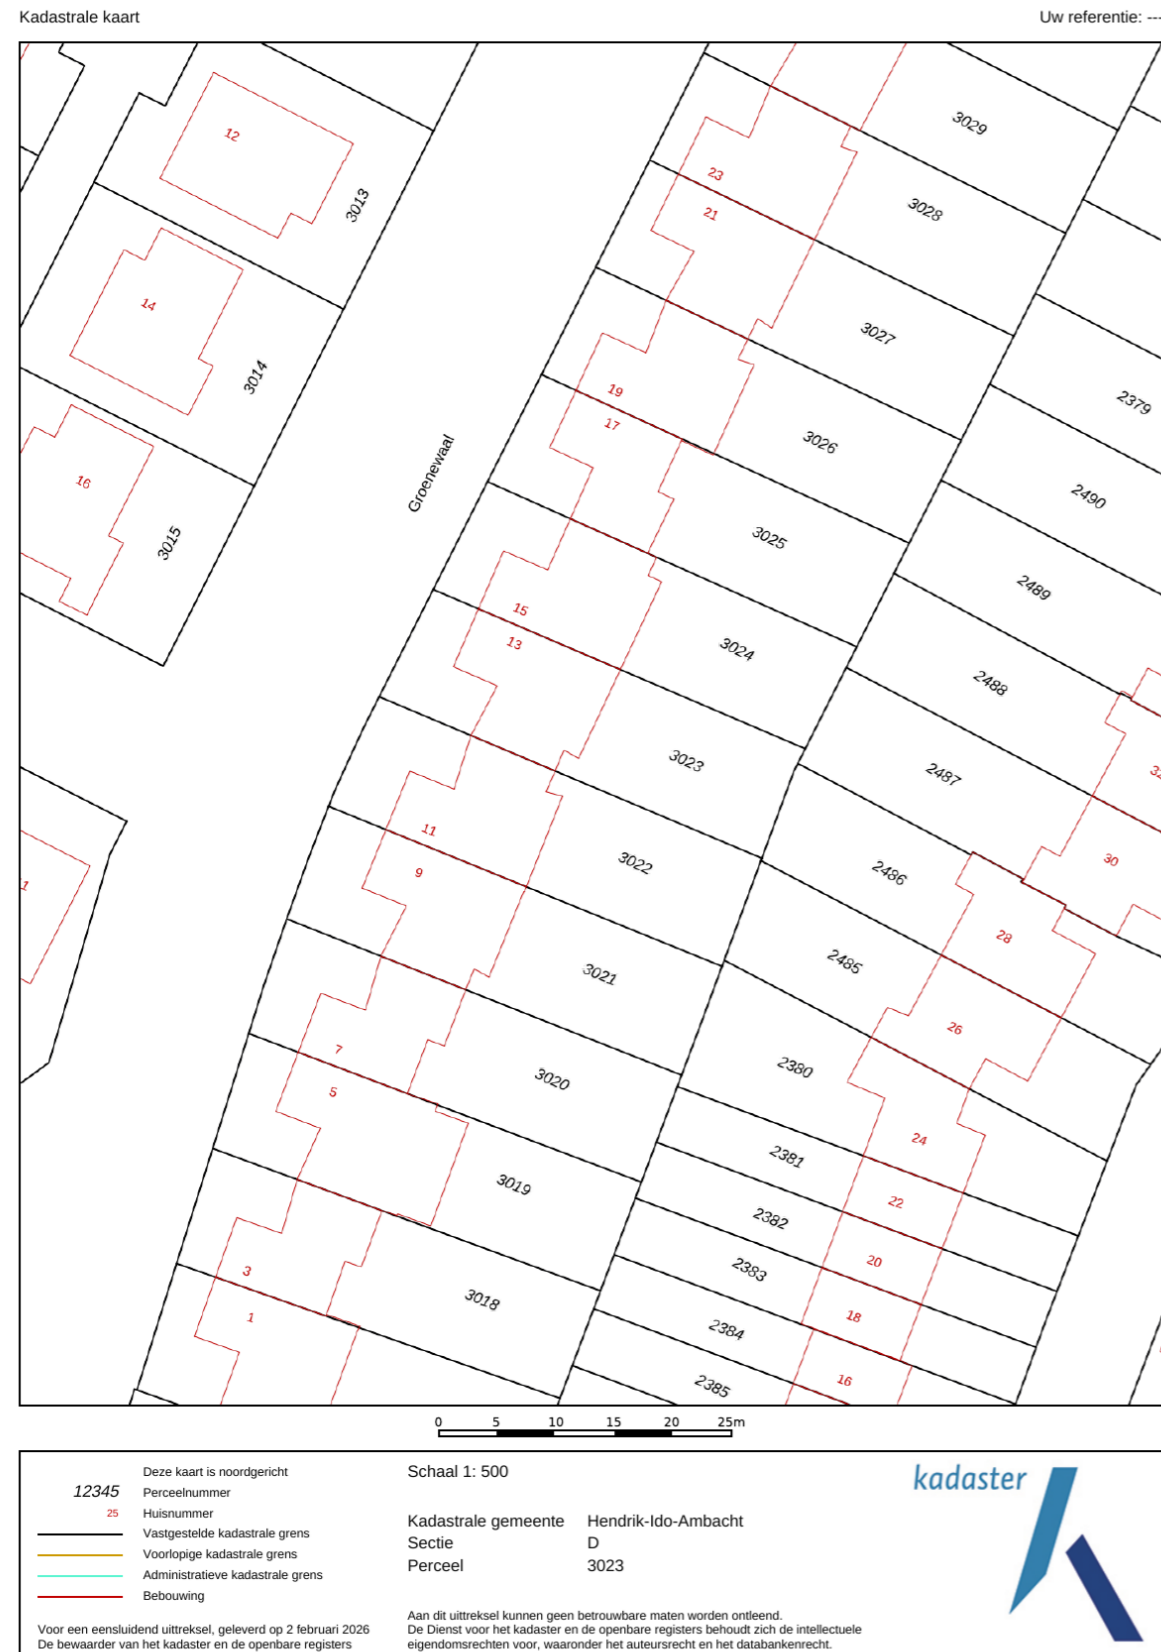 Kadastrale kaart
Uw referentie: ---
12
3013
14
3014
16
3015
Groenewaal
23
21
3029
3028
3027
19
17
3026
3025
2379
2490
2489
15
13
3024
2488
3023
2487
32
30
11
9
3022
2486
28
1
3021
2485
26
7
5
3020
2380
24
2381
22
3019
2382
20
2383
3
1
3018
18
2384
16
2385
0 5 10 15 20 25m
Deze kaart is noordgericht
12345 Perceelnummer
25 Huisnummer
Vastgestelde kadastrale grens
Voorlopige kadastrale grens
Administratieve kadastrale grens
Bebouwing
Voor een eensluidend uittreksel, geleverd op 2 februari 2026
De bewaarder van het kadaster en de openbare registers
Schaal 1: 500
Kadastrale gemeente Hendrik-Ido-Ambacht
Sectie D
Perceel 3023
Aan dit uittreksel kunnen geen betrouwbare maten worden ontleend.
De Dienst voor het kadaster en de openbare registers behoudt zich de intellectuele
eigendomsrechten voor, waaronder het auteursrecht en het databankenrecht.
kadaster